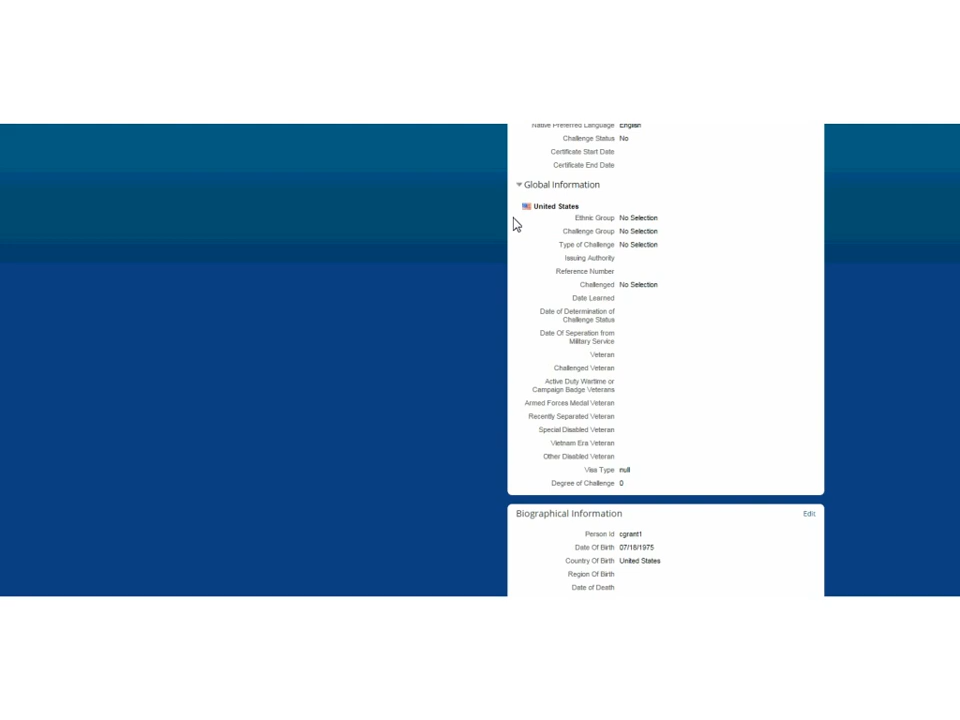 Native Preferred Language English
Challenge Status No
Certificate Start Date
Certificate End Date
Global Information
United States
Ethnic Group No Selection
Challenge Group No Selection
Type of Challenge No Selection
Issuing Authority
Reference Number
Challenged No Selection
Date Learned
Date of Determination of
Challenge Status
Date Of Seperation from
Military Service
Veteran
Challenged Veteran
Active Duty Wartime or
Campaign Badge Veterans
Armed Forces Medal Veteran
Recently Separated Veteran
Special Disabled Veteran
Vietnam Era Veteran
Other Disabled Veteran
Visa Type null
Degree of Challenge 0
Biographical Information Edit
Person Id cgrant1
Date Of Birth 07/18/1975
Country Of Birth United States
Region Of Birth
Date of Death